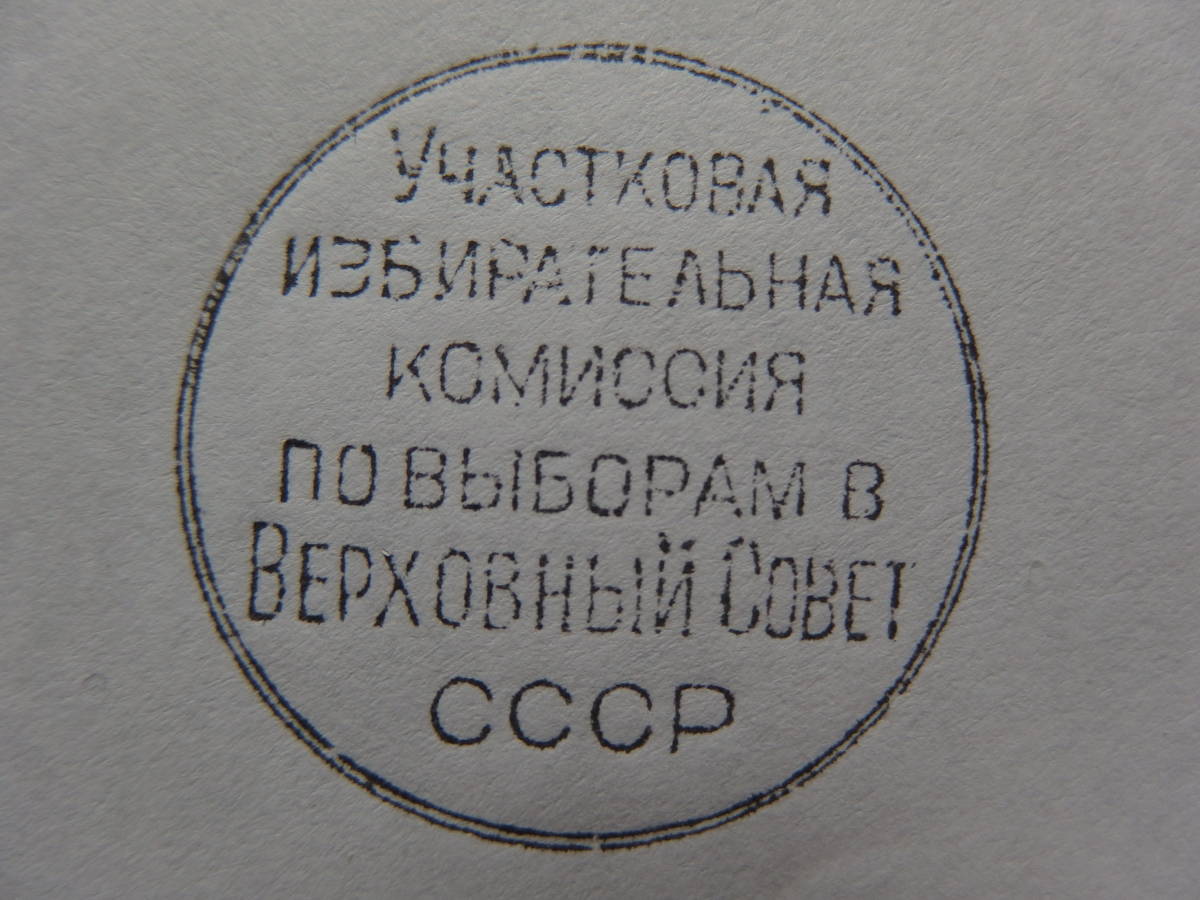 УЧАСТКОВАЯ
ИЗБИРАТЕЛЬНАЯ
КОМИССИЯ
ПО ВЫБОРАМ В
ВЕРХОВНЫЙ СОВЕТ
СССР